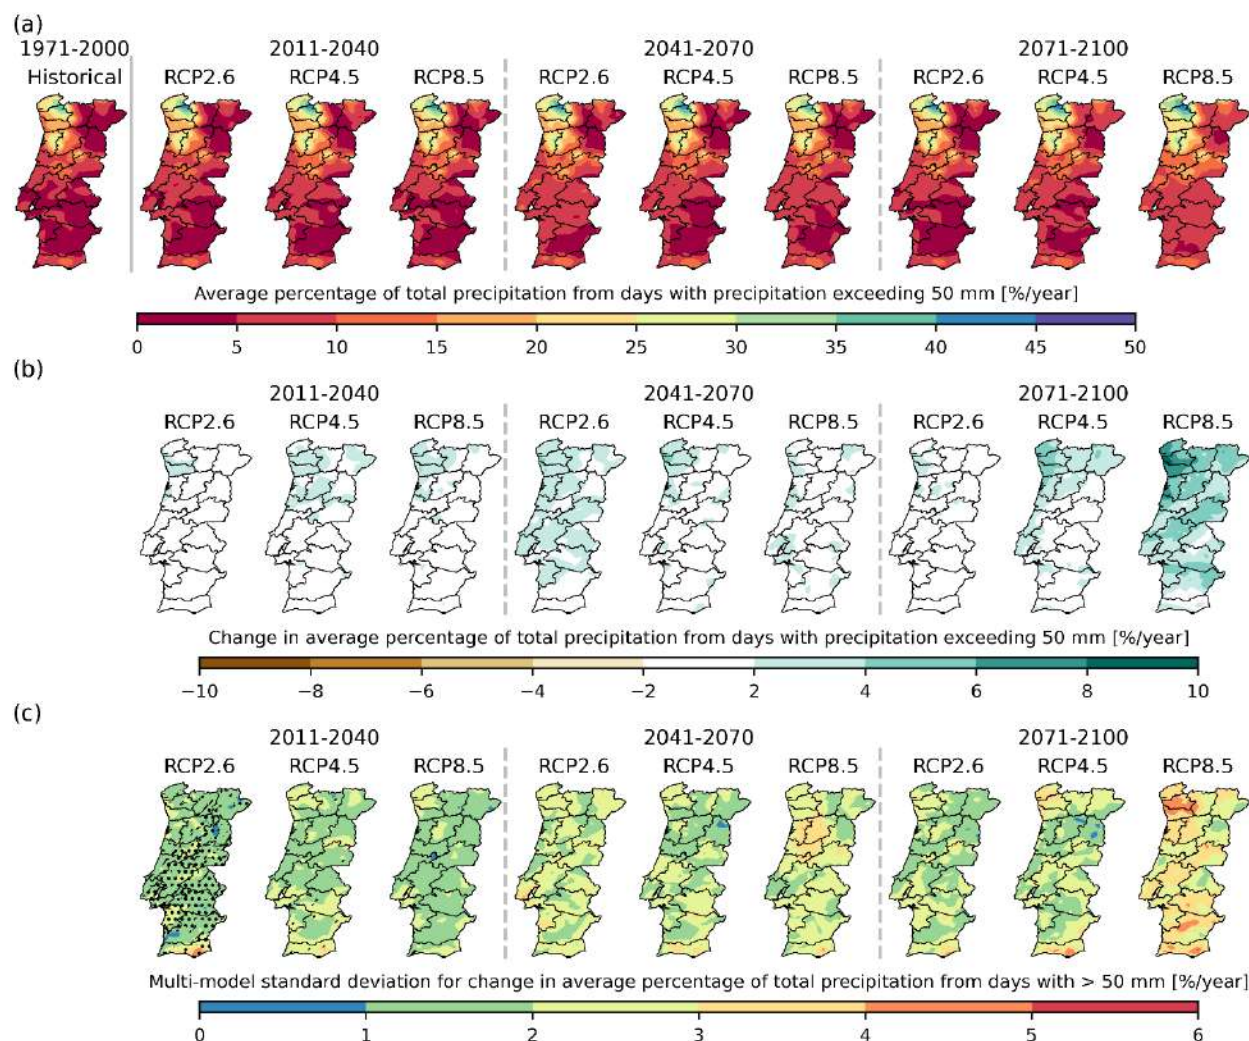 (a)
1971-2000 2011-2040 2041-2070 2071-2100
Historical RCP2.6 RCP4.5 RCP8.5 RCP2.6 RCP4.5 RCP8.5 RCP2.6 RCP4.5 RCP8.5
Average percentage of total precipitation from days with precipitation exceeding 50 mm [%/year]
0 5 10 15 20 25 30 35 40 45 50
(b)
2011-2040 2041-2070 2071-2100
RCP2.6 RCP4.5 RCP8.5 RCP2.6 RCP4.5 RCP8.5 RCP2.6 RCP4.5 RCP8.5
Change in average percentage of total precipitation from days with precipitation exceeding 50 mm [%/year]
−10 −8 −6 −4 −2 2 4 6 8 10
(c)
2011-2040 2041-2070 2071-2100
RCP2.6 RCP4.5 RCP8.5 RCP2.6 RCP4.5 RCP8.5 RCP2.6 RCP4.5 RCP8.5
Multi-model standard deviation for change in average percentage of total precipitation from days with > 50 mm [%/year]
0 1 2 3 4 5 6